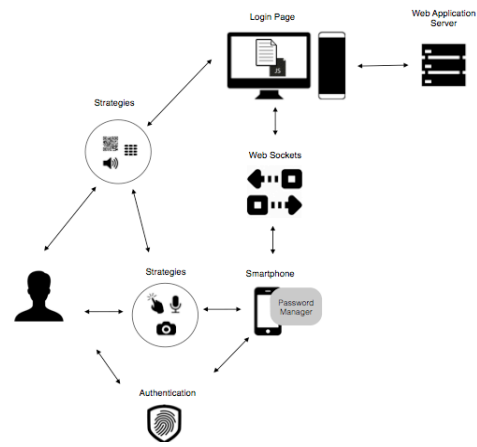 Login Page
Web Application
Server
JS
Strategies
Web Sockets
Strategies
Smartphone
Password
Manager
Authentication